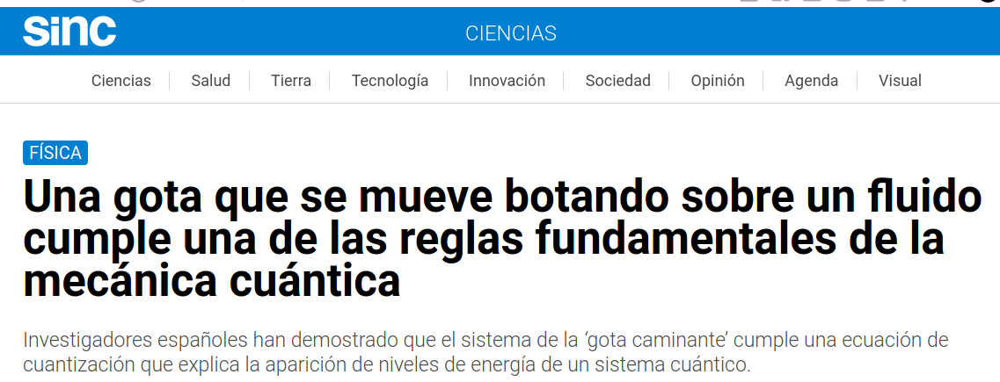 sinc
CIENCIAS
Ciencias Salud Tierra Tecnología Innovación Sociedad Opinión Agenda Visual
FÍSICA
Una gota que se mueve botando sobre un fluido
cumple una de las reglas fundamentales de la
mecánica cuántica
Investigadores españoles han demostrado que el sistema de la ‘gota caminante’ cumple una ecuación de
cuantización que explica la aparición de niveles de energía de un sistema cuántico.